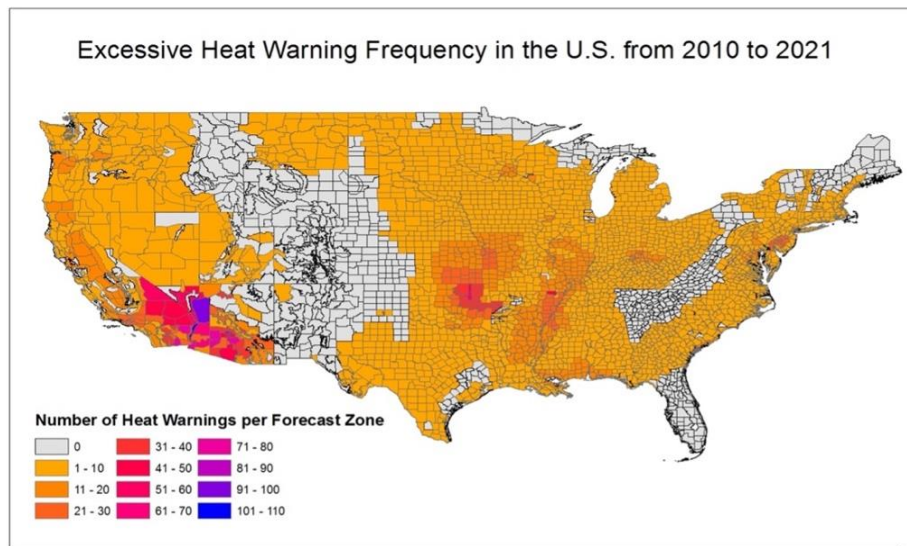 Excessive Heat Warning Frequency in the U.S. from 2010 to 2021
Number of Heat Warnings per Forecast Zone
0
1 - 10
11 - 20
21 - 30
31 - 40
41 - 50
51 - 60
61 - 70
71 - 80
81 - 90
91 - 100
101 - 110